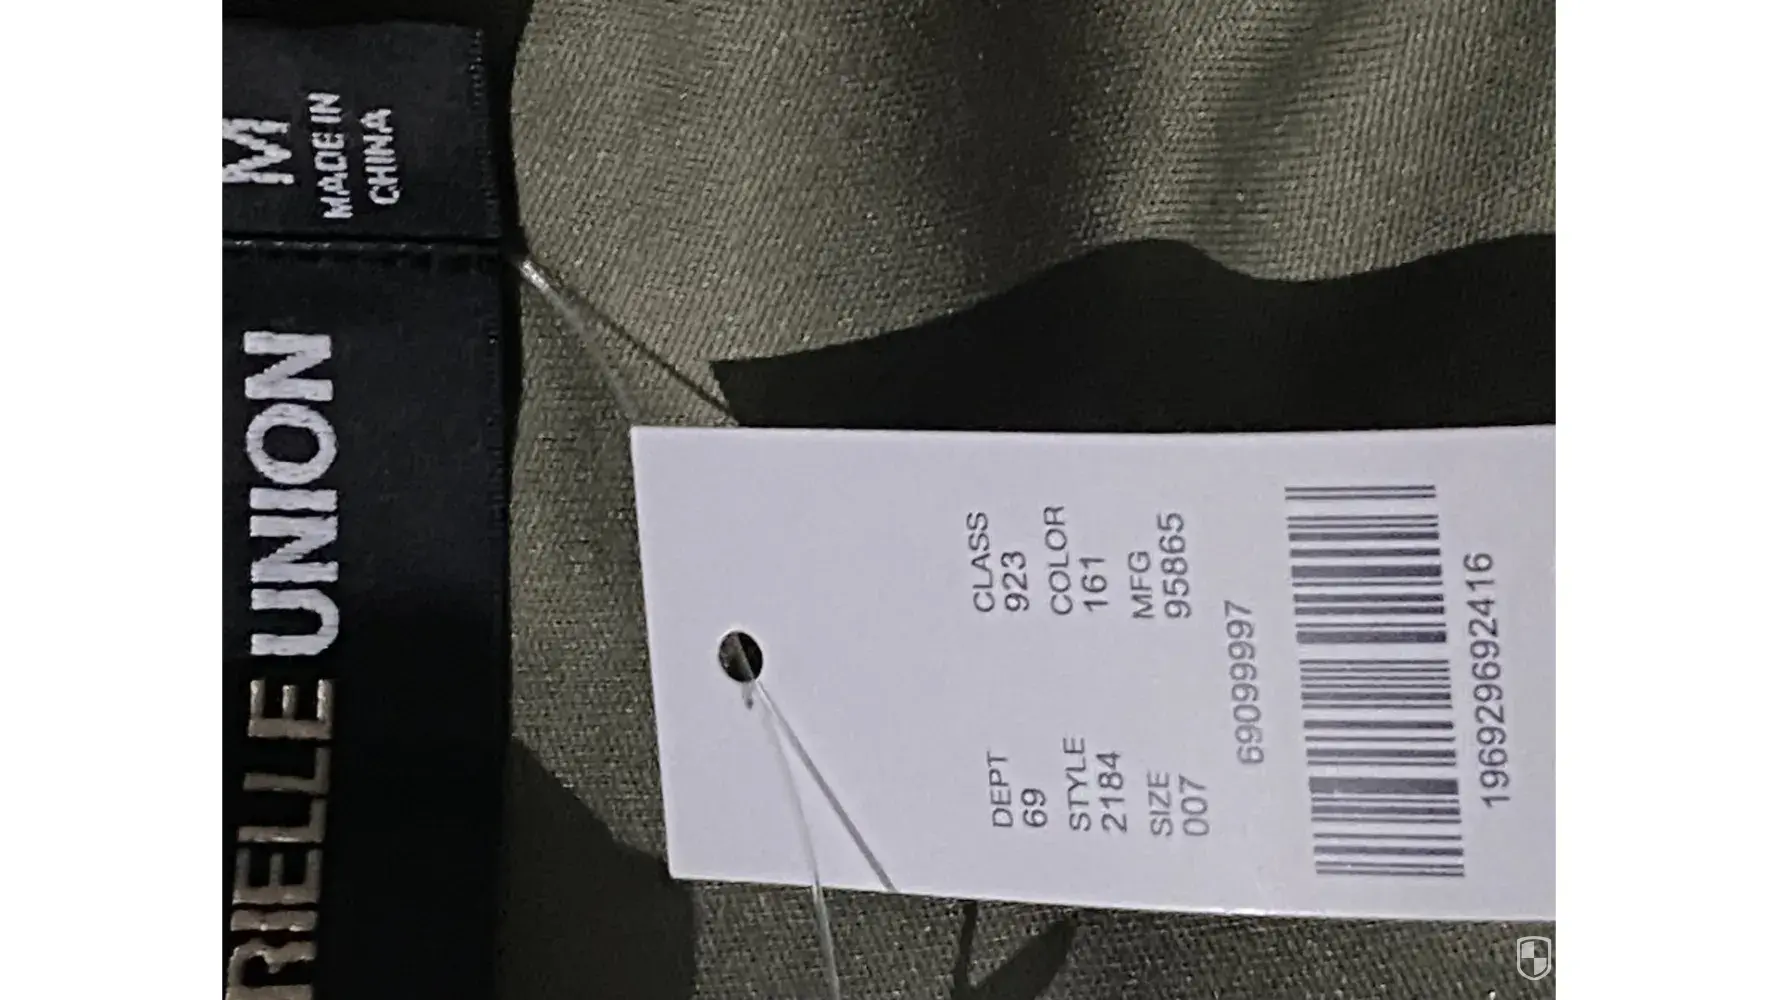 RIELLE UNION
M
MADE IN
CHINA
DEPT CLASS
69 923
STYLE COLOR
2184 161
SIZE MFG
007 95865
69099997
196929692416